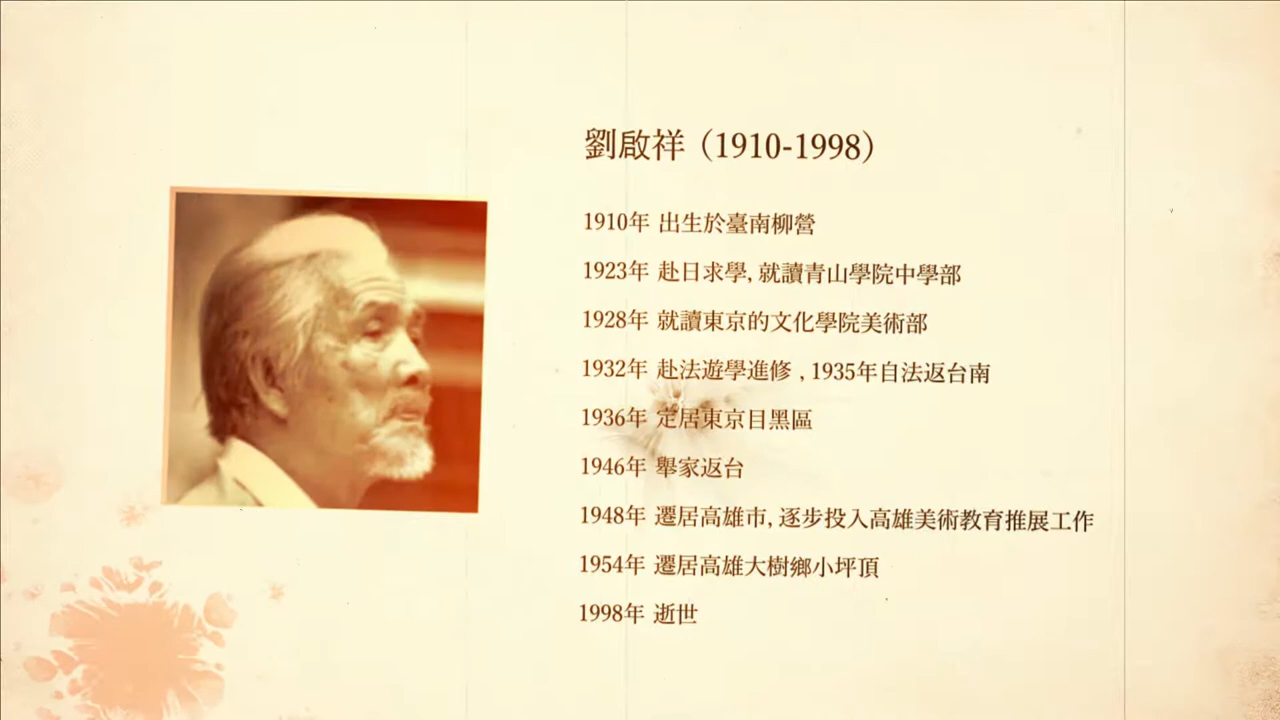 劉啟祥（1910-1998）
1910年 出生於臺南柳營
1923年 赴日求學, 就讀青山學院中學部
1928年 就讀東京的文化學院美術部
1932年 赴法遊學進修 , 1935年自法返台南
1936年 定居東京目黑區
1946年 舉家返台
1948年 遷居高雄市, 逐步投入高雄美術教育推展工作
1954年 遷居高雄大樹鄉小坪頂
1998年 逝世